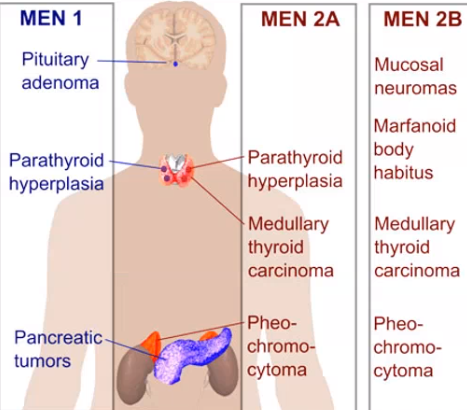 MEN 1
Pituitary
adenoma
Parathyroid
hyperplasia
Pancreatic
tumors
MEN 2A
Parathyroid
hyperplasia
Medullary
thyroid
carcinoma
Pheo-
chromo-
cytoma
MEN 2B
Mucosal
neuromas
Marfanoid
body
habitus
Medullary
thyroid
carcinoma
Pheo-
chromo-
cytoma